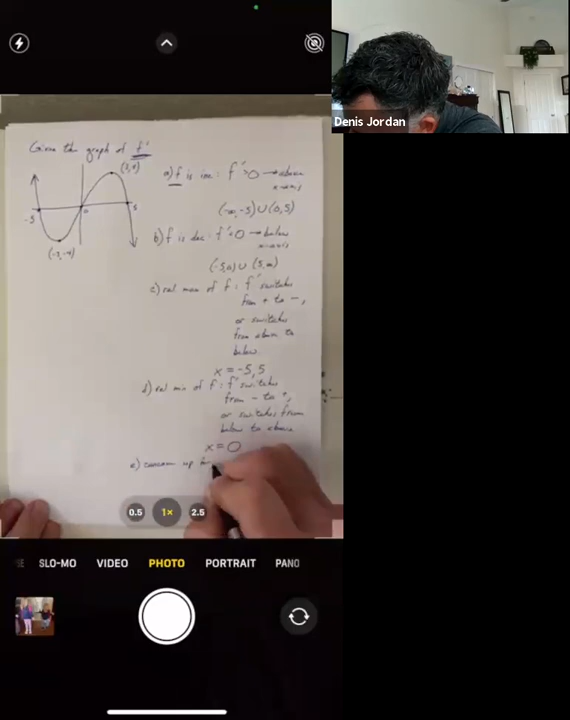 Denis Jordan
Given the graph of f'
(3,4)
-5
0
5
(-3,-4)
a) f is inc: f'>0 → above
x-axis
(-∞,-5)∪(0,5)
b) f is dec: f'<0 → below
x-axis
(-5,0)∪(5,∞)
c) rel max of f: f' switches
from + to -,
or switches
from above to
below.
x = -5,5
d) rel min of f: f' switches
from - to +,
or switches from
below to above
x = 0
e) concave up
0.5
1×
2.5
SLO-MO
VIDEO
PHOTO
PORTRAIT
PANO